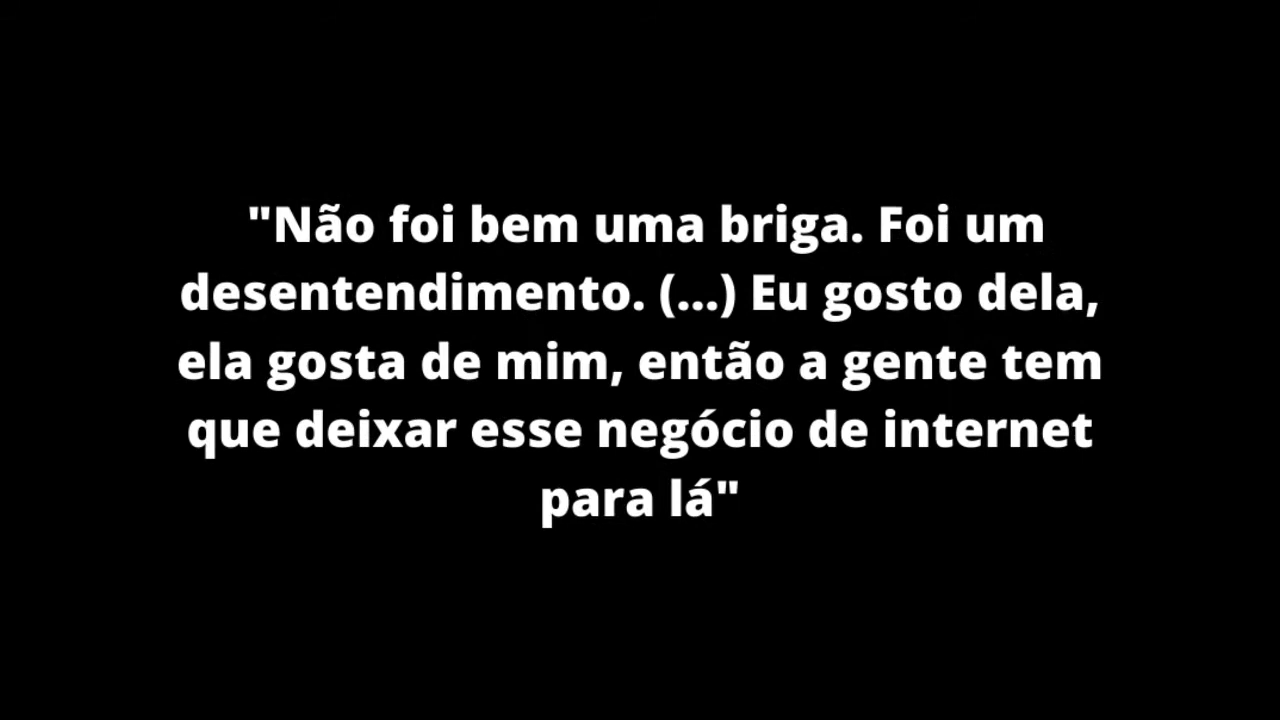 "Não foi bem uma briga. Foi um
desentendimento. (...) Eu gosto dela,
ela gosta de mim, então a gente tem
que deixar esse negócio de internet
para lá"